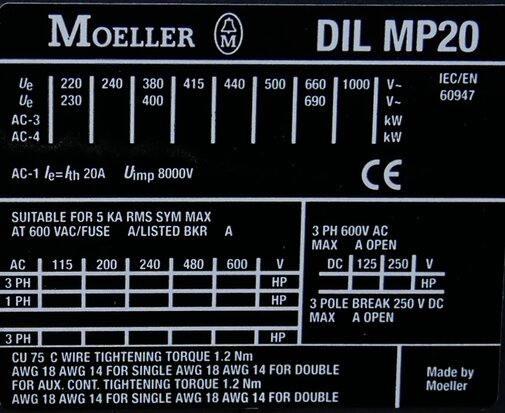 MOELLER M DIL MP20
Ue 220 240 380 415 440 500 660 1000 V~ IEC/EN
Ue 230 400 690 V~ 60947
AC-3 kW
AC-4 kW
AC-1 Ie=Ith 20A Uimp 8000V CE
SUITABLE FOR 5 KA RMS SYM MAX
AT 600 VAC/FUSE A/LISTED BKR A
AC 115 200 240 480 600 V
3 PH HP
1 PH HP
3 PH HP
3 PH 600V AC
MAX A OPEN
DC 125 250 V
HP
3 POLE BREAK 250 V DC
MAX A OPEN
CU 75 C WIRE TIGHTENING TORQUE 1.2 Nm
AWG 18 AWG 14 FOR SINGLE AWG 18 AWG 14 FOR DOUBLE
FOR AUX. CONT. TIGHTENING TORQUE 1.2 Nm
AWG 18 AWG 14 FOR SINGLE AWG 18 AWG 14 FOR DOUBLE
Made by
Moeller